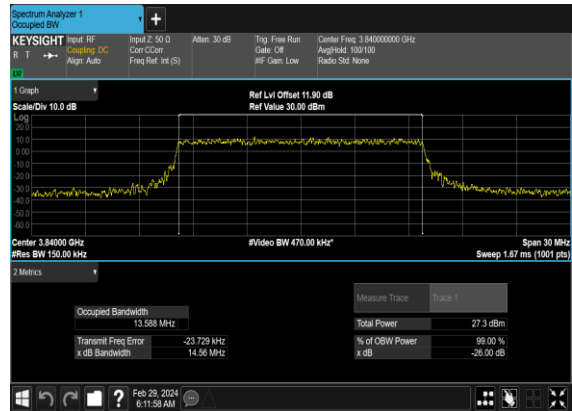 Spectrum Analyzer 1
Occupied BW
+
KEYSIGHT Input: RF Input Z: 50 Ω Atten: 30 dB Trig: Free Run Center Freq: 3.840000000 GHz
R T Coupling: DC Corr CCorr Gate: Off Avg|Hold: 100/100
Align: Auto Freq Ref: Int (S) #IF Gain: Low Radio Std: None
LW
1 Graph
Ref Lvl Offset 11.90 dB
Scale/Div 10.0 dB Ref Value 30.00 dBm
Log
20.0
10.0
0.00
-10.0
-20.0
-30.0
-40.0
-50.0
-60.0
Center 3.84000 GHz #Video BW 470.00 kHz* Span 30 MHz
#Res BW 150.00 kHz Sweep 1.67 ms (1001 pts)
2 Metrics
Measure Trace Trace 1
Occupied Bandwidth
13.588 MHz Total Power 27.3 dBm
Transmit Freq Error -23.729 kHz % of OBW Power 99.00 %
x dB Bandwidth 14.56 MHz x dB -26.00 dB
? Feb 29, 2024
6:11:58 AM